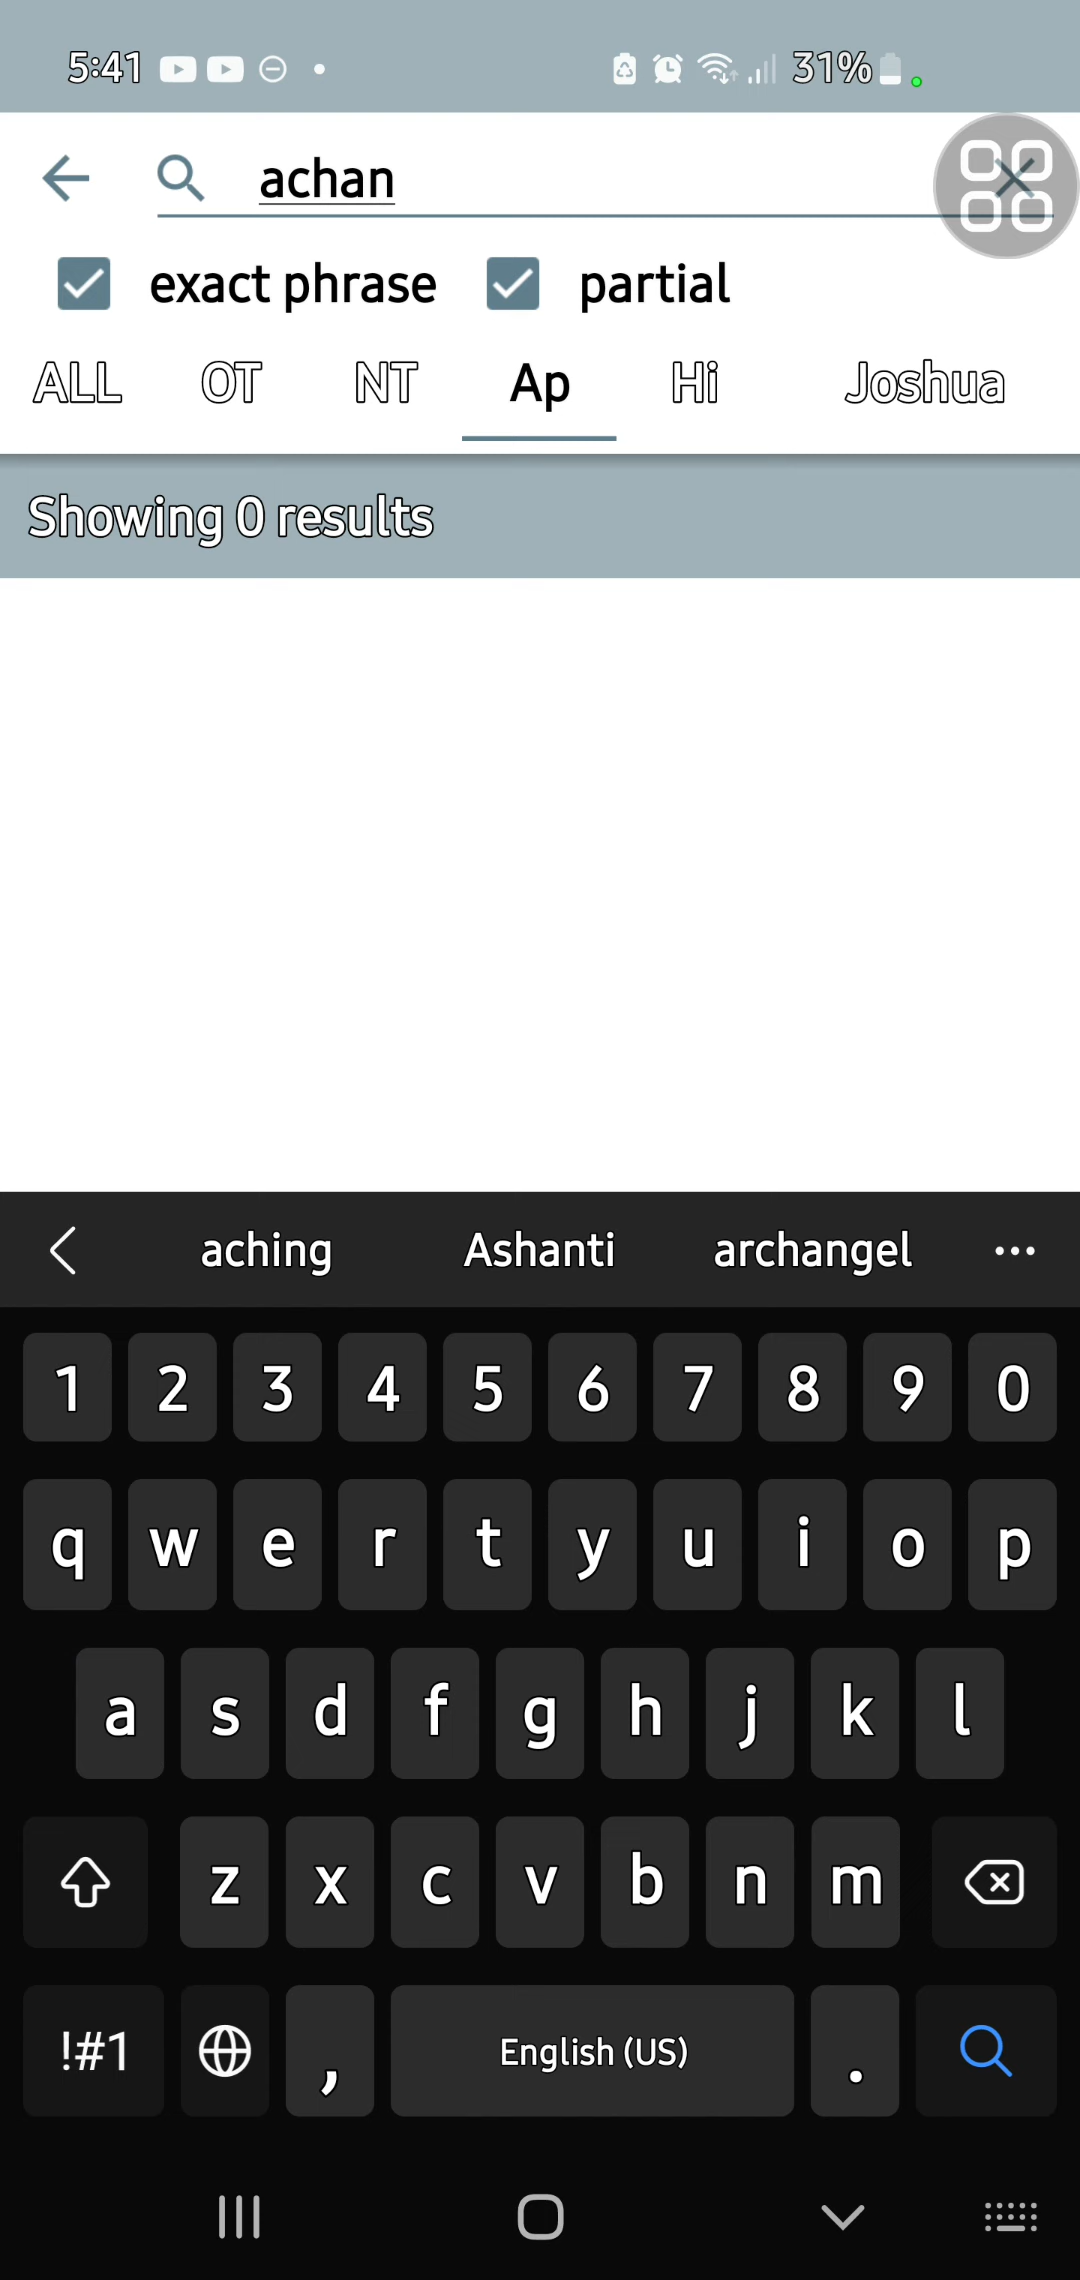 5:41 31%
achan
exact phrase partial
ALL OT NT Ap Hi Joshua
Showing 0 results
aching Ashanti archangel ...
1 2 3 4 5 6 7 8 9 0
q w e r t y u i o p
a s d f g h j k l
z x c v b n m
!#1 , English (US) .